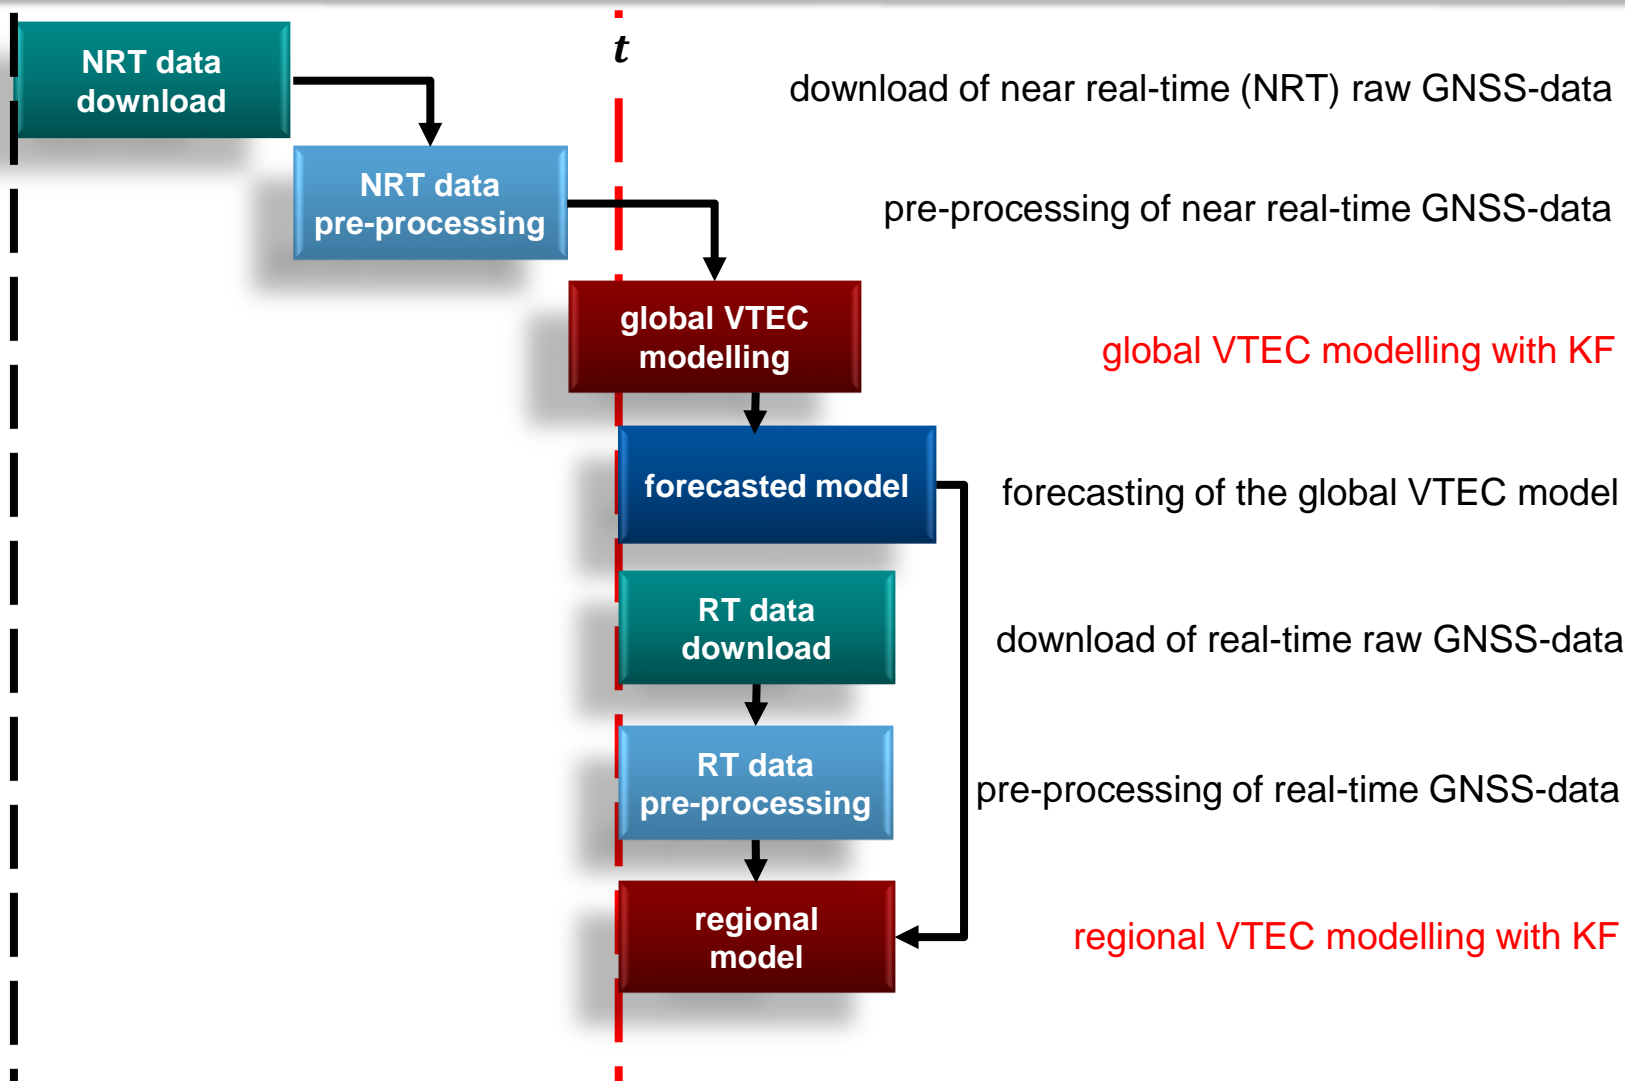 t
NRT data
download
download of near real-time (NRT) raw GNSS-data
NRT data
pre-processing
pre-processing of near real-time GNSS-data
global VTEC
modelling
global VTEC modelling with KF
forecasted model
forecasting of the global VTEC model
RT data
download
download of real-time raw GNSS-data
RT data
pre-processing
pre-processing of real-time GNSS-data
regional
model
regional VTEC modelling with KF